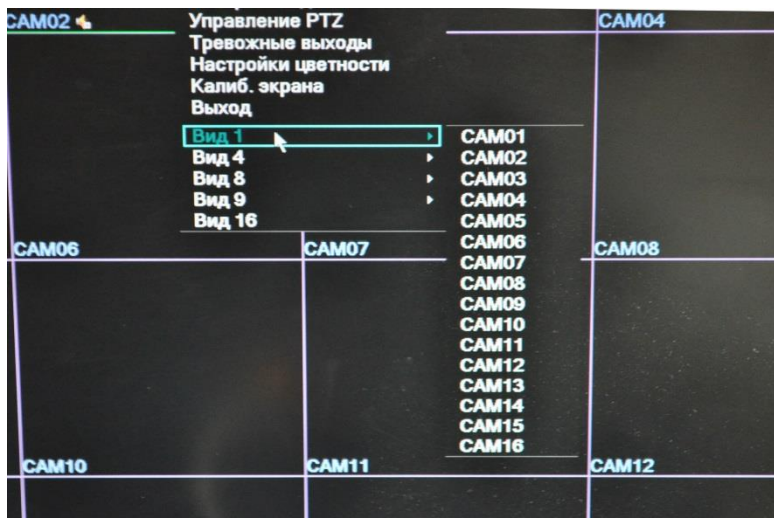 CAM02
Управление PTZ
CAM04
Тревожные выходы
Настройки цветности
Калиб. экрана
Выход
Вид 1
Вид 4
Вид 8
Вид 9
Вид 16
CAM01
CAM02
CAM03
CAM04
CAM05
CAM06
CAM07
CAM08
CAM09
CAM10
CAM11
CAM12
CAM13
CAM14
CAM15
CAM16
CAM06
CAM07
CAM08
CAM10
CAM11
CAM12